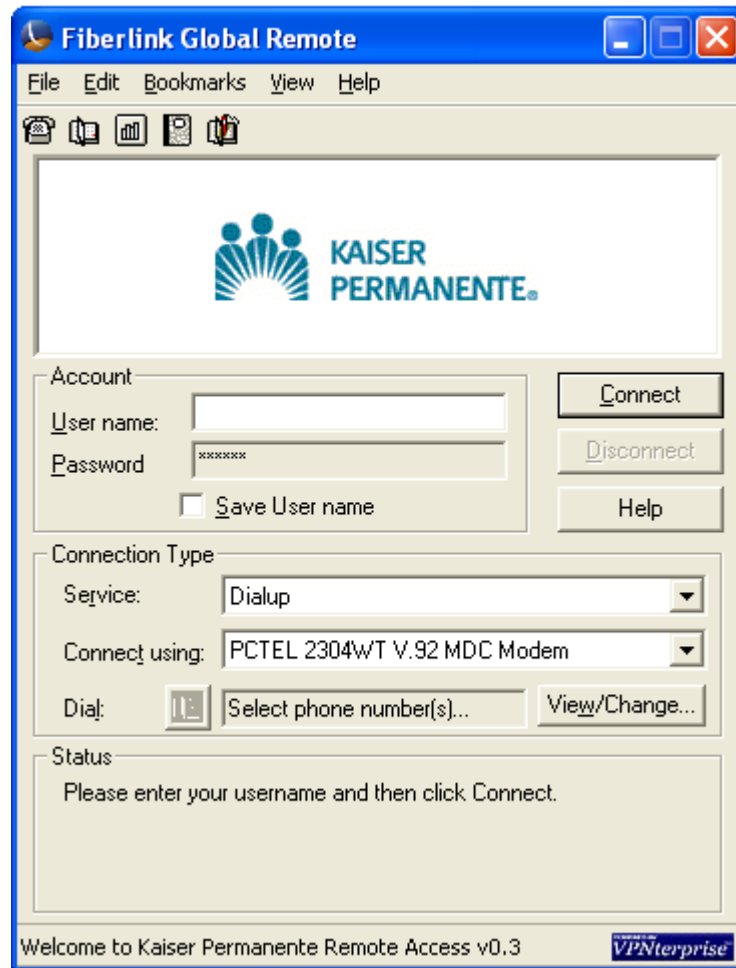 Fiberlink Global Remote
File Edit Bookmarks View Help
KAISER
PERMANENTE®
Account
User name:
Password ******
Save User name
Connect
Disconnect
Help
Connection Type
Service: Dialup
Connect using: PCTEL 2304WT V.92 MDC Modem
Dial: Select phone number(s)... View/Change...
Status
Please enter your username and then click Connect.
Welcome to Kaiser Permanente Remote Access v0.3
VPNterprise